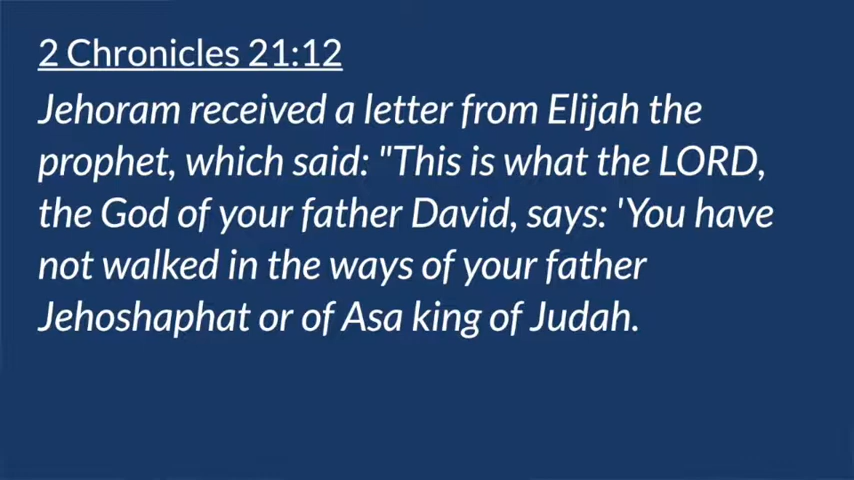 2 Chronicles 21:12
Jehoram received a letter from Elijah the
prophet, which said: "This is what the LORD,
the God of your father David, says: 'You have
not walked in the ways of your father
Jehoshaphat or of Asa king of Judah.